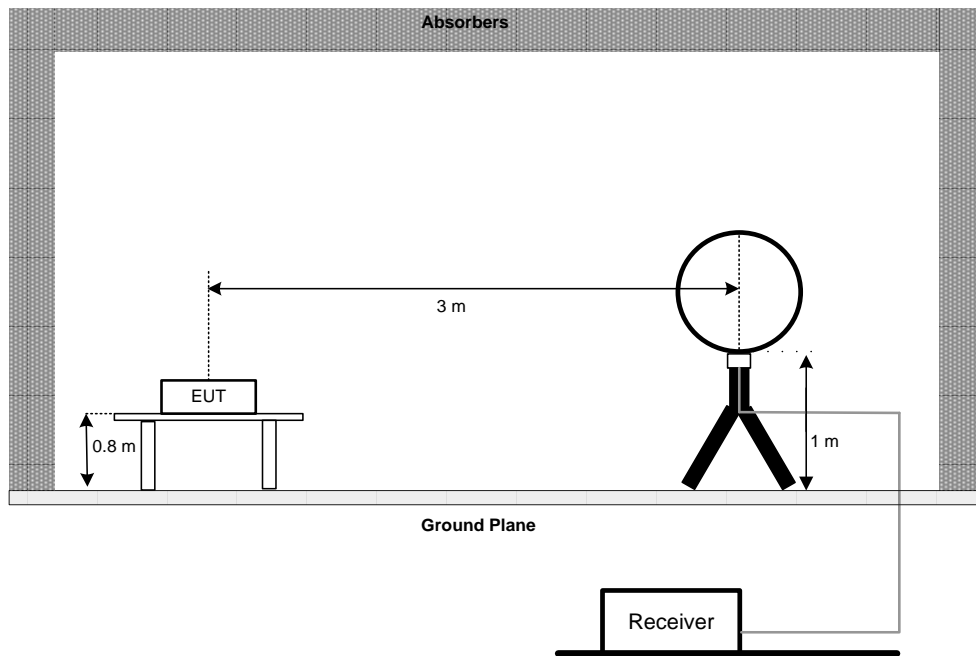 Absorbers
3 m
EUT
0.8 m
1 m
Ground Plane
Receiver